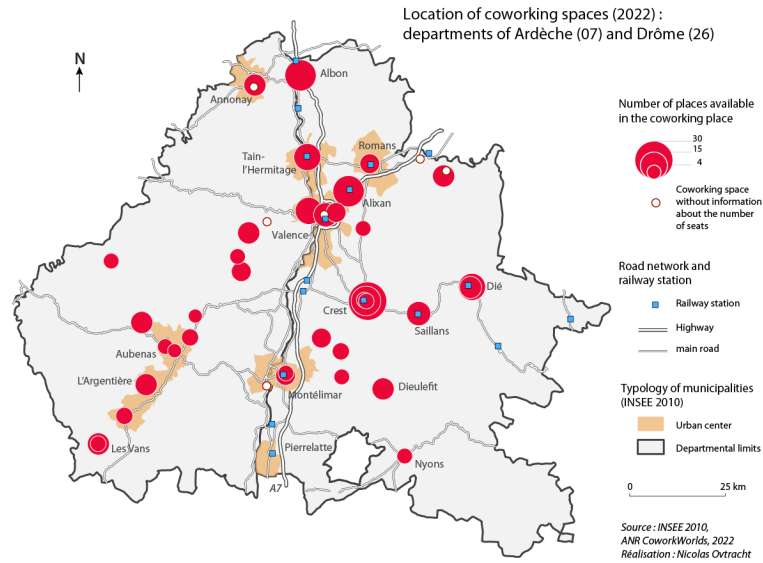 Location of coworking spaces (2022) :
departments of Ardèche (07) and Drôme (26)
N
Albon
Annonay
Romans
Tain-
l'Hermitage
Alixan
Valence
Crest
Dié
Saillans
Aubenas
L'Argentière
Montélimar
Dieulefit
Les Vans
Pierrelatte
Nyons
A7
Number of places available
in the coworking place
30
15
4
Coworking space
without information
about the number
of seats
Road network and
railway station
Railway station
Highway
main road
Typology of municipalities
(INSEE 2010)
Urban center
Departmental limits
0
25 km
Source : INSEE 2010,
ANR CoworkWorlds, 2022
Réalisation : Nicolas Ovtracht